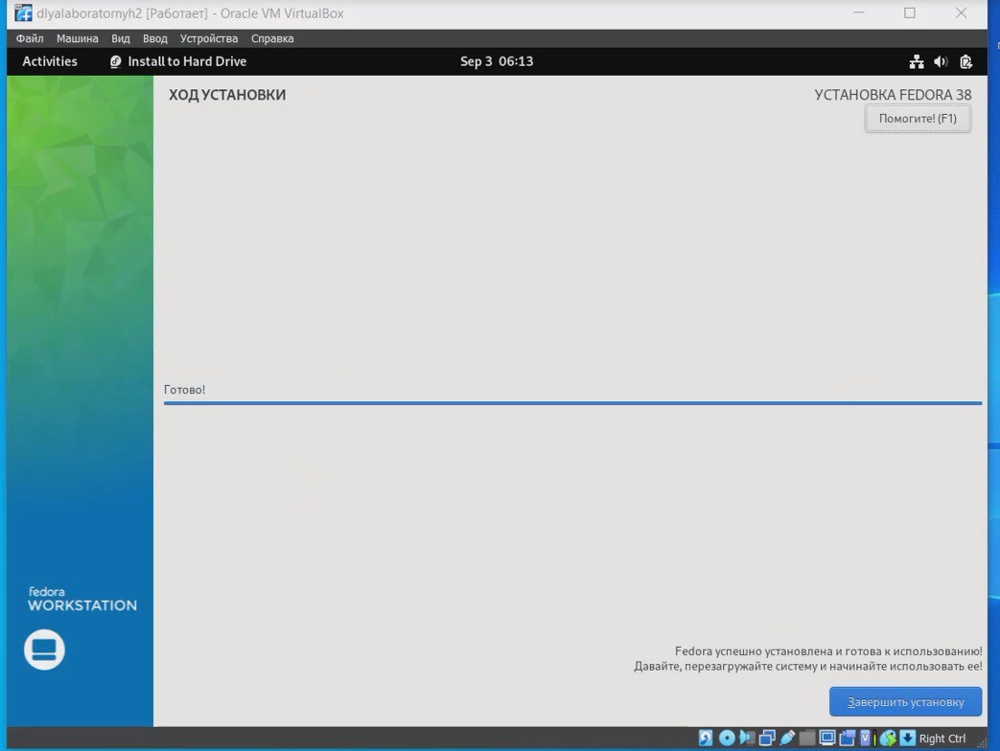 dlyalaboratornyh2 [Работает] - Oracle VM VirtualBox
Файл Машина Вид Ввод Устройства Справка
Activities Install to Hard Drive Sep 3 06:13
ХОД УСТАНОВКИ УСТАНОВКА FEDORA 38
Помогите! (F1)
Готово!
fedora
WORKSTATION
Fedora успешно установлена и готова к использованию!
Давайте, перезагружайте систему и начинайте использовать ее!
Завершить установку
Right Ctrl